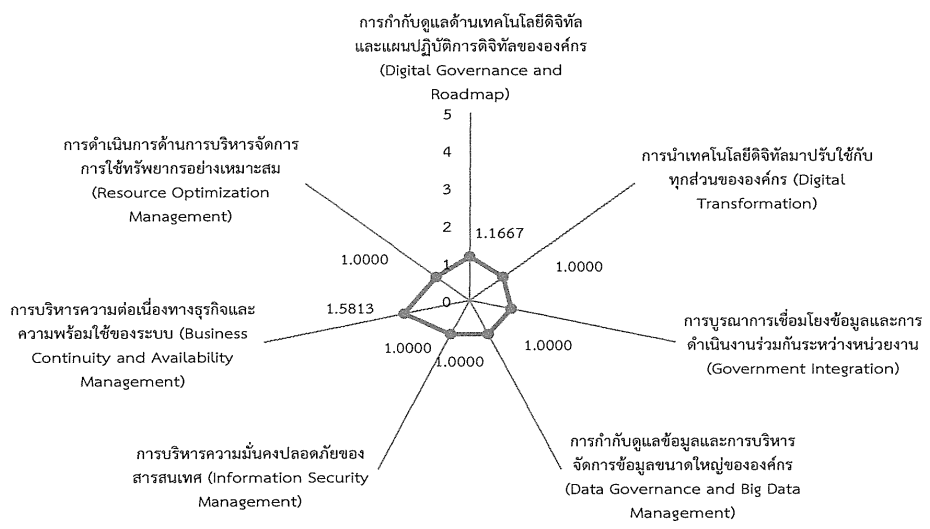 การกำกับดูแลด้านเทคโนโลยีดิจิทัล
และแผนปฏิบัติการดิจิทัลขององค์กร
(Digital Governance and
Roadmap)
5
4
3
2
1
0
1.1667
การนำเทคโนโลยีดิจิทัลมาปรับใช้กับ
ทุกส่วนขององค์กร (Digital
Transformation)
1.0000
การบูรณาการเชื่อมโยงข้อมูลและการ
ดำเนินงานร่วมกันระหว่างหน่วยงาน
(Government Integration)
1.0000
การกำกับดูแลข้อมูลและการบริหาร
จัดการข้อมูลขนาดใหญ่ขององค์กร
(Data Governance and Big Data
Management)
1.0000
การบริหารความมั่นคงปลอดภัยของ
สารสนเทศ (Information Security
Management)
1.0000
การบริหารความต่อเนื่องทางธุรกิจและ
ความพร้อมใช้ของระบบ (Business
Continuity and Availability
Management)
1.5813
การดำเนินการด้านการบริหารจัดการ
การใช้ทรัพยากรอย่างเหมาะสม
(Resource Optimization
Management)
1.0000